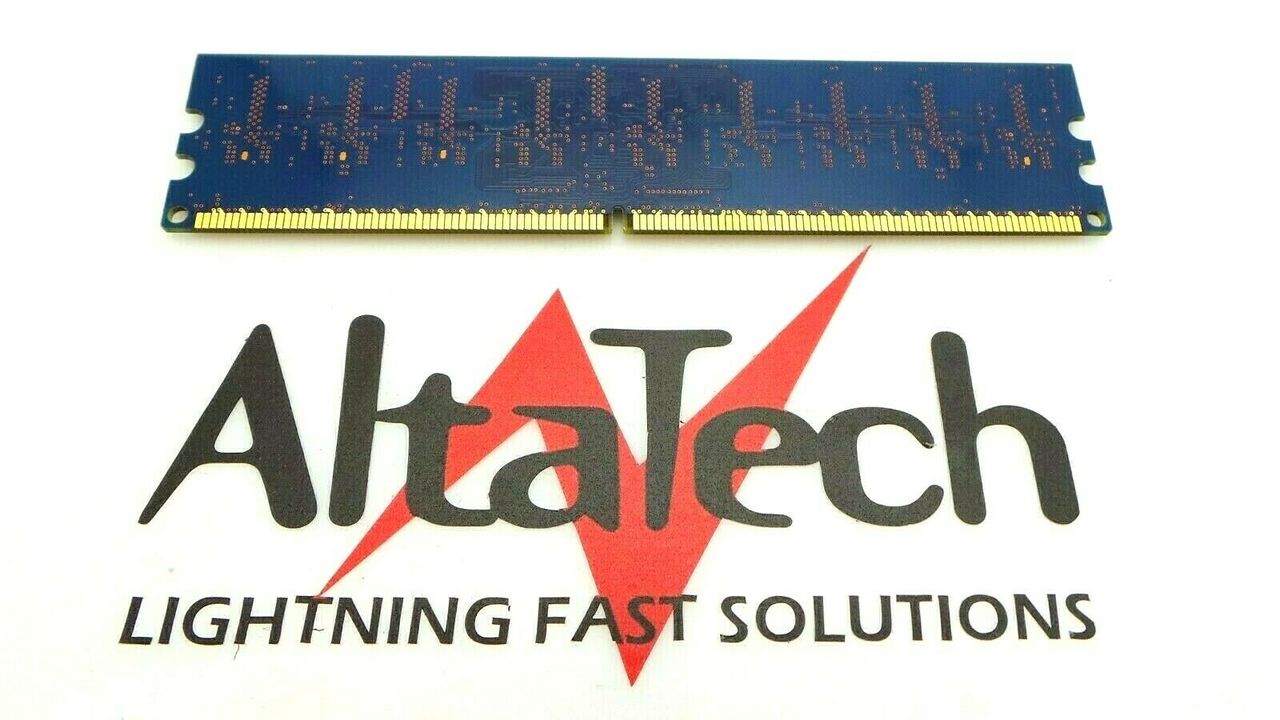 AltaTech
LIGHTNING FAST SOLUTIONS